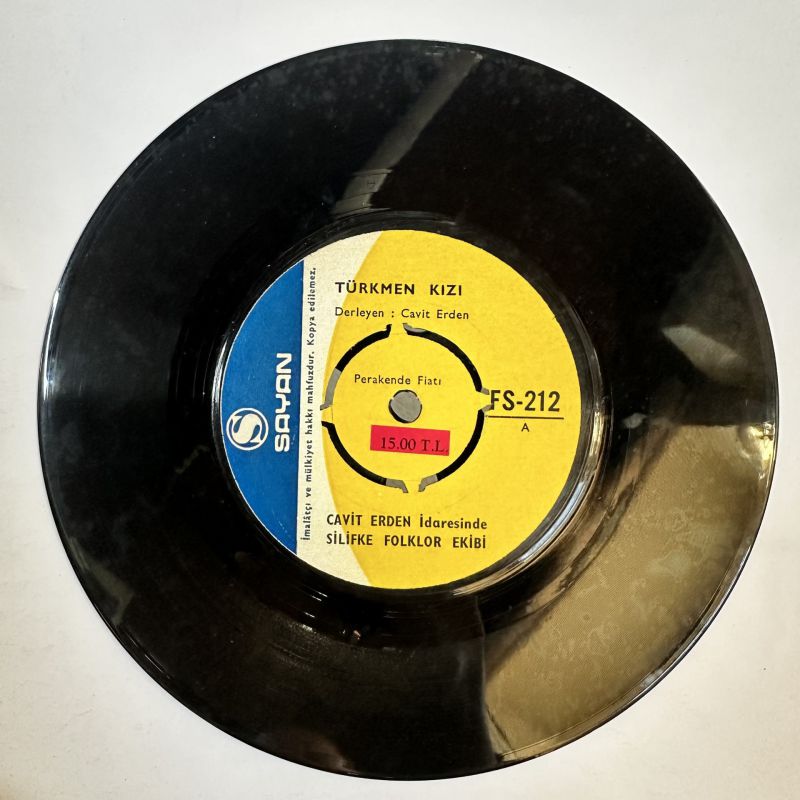 TÜRKMEN KIZI
Derleyen : Cavit Erden
Perakende Fiatı
15.00 T.L.
FS-212
A
CAVİT ERDEN İdaresinde
SİLİFKE FOLKLOR EKİBİ
S SAYAN
İmalâtçı ve mülkiyet hakkı mahfuzdur. Kopya edilemez.